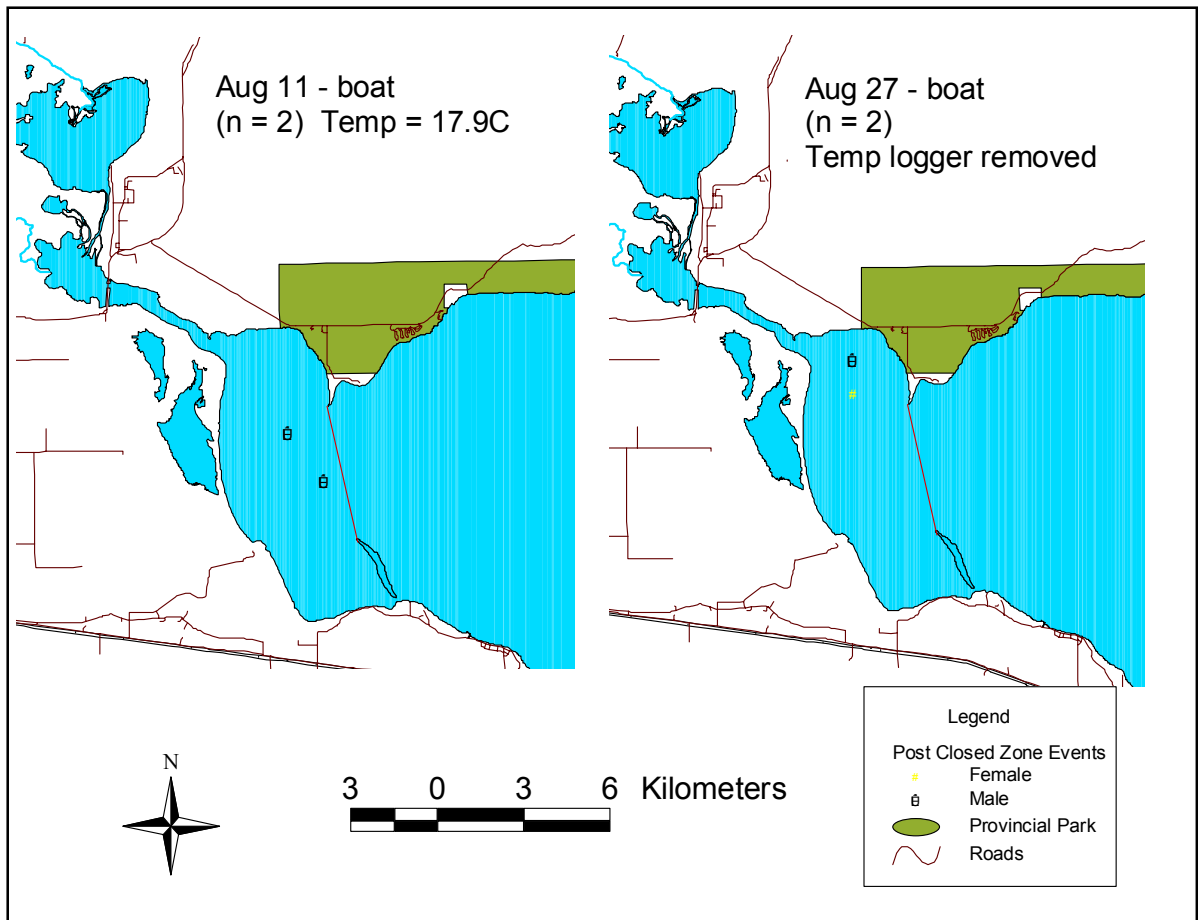 Aug 11 - boat
(n = 2) Temp = 17.9C
Aug 27 - boat
(n = 2)
Temp logger removed
Legend
Post Closed Zone Events
# Female
Male
Provincial Park
Roads
N
3 0 3 6 Kilometers